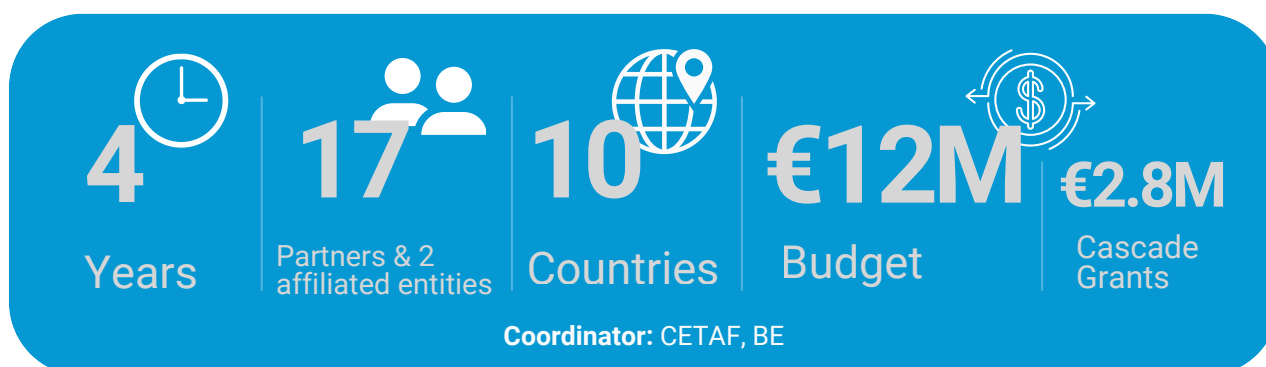 4
Years
17
Partners & 2
affiliated entities
10
Countries
€12M
Budget
€2.8M
Cascade
Grants
Coordinator: CETAF, BE